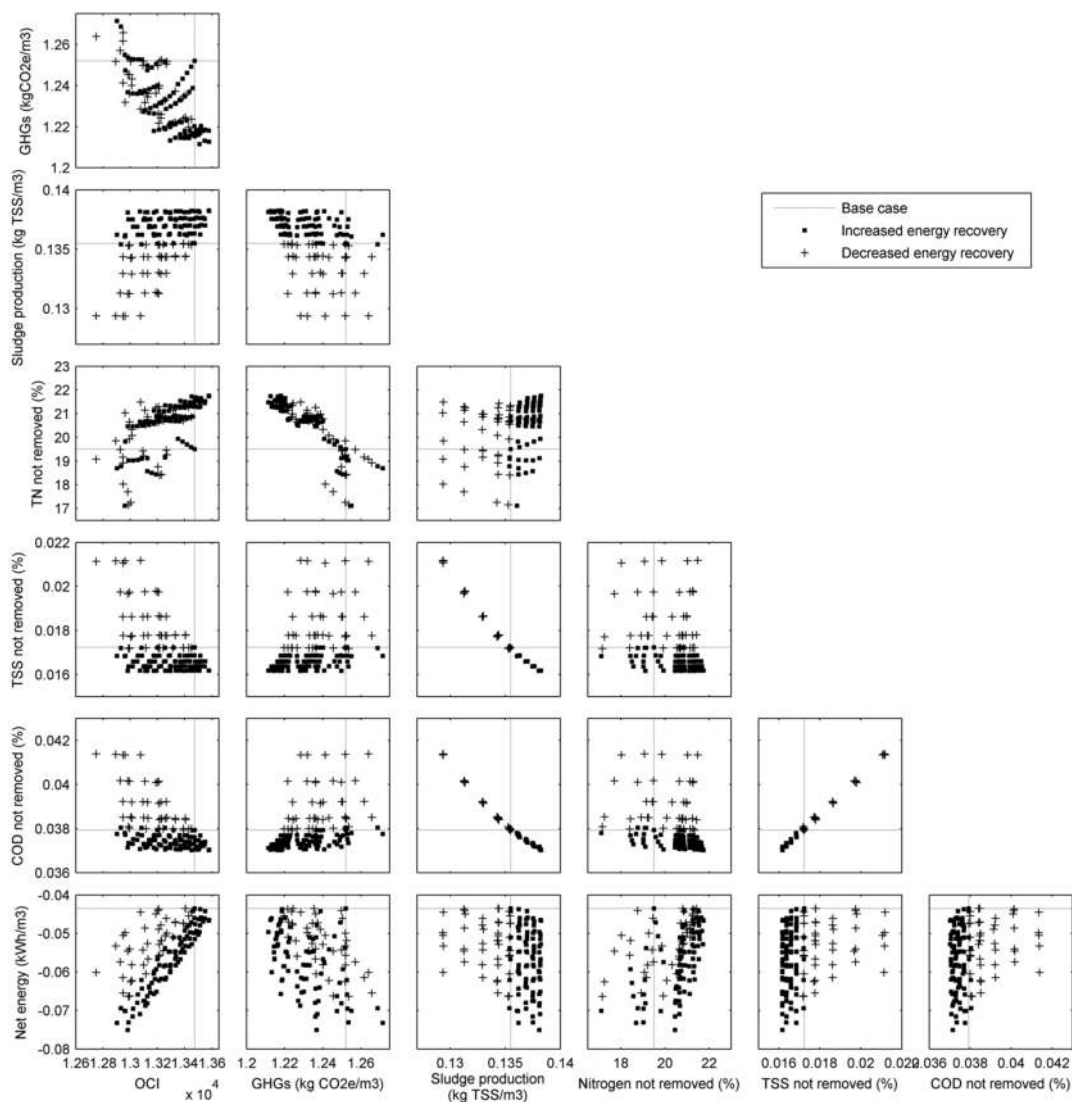 GHGs (kgCO2e/m3)
1.26
1.24
1.22
1.2
Sludge production (kg TSS/m3)
0.14
0.135
0.13
Base case
Increased energy recovery
Decreased energy recovery
TN not removed (%)
23
22
21
20
19
18
17
TSS not removed (%)
0.022
0.02
0.018
0.016
COD not removed (%)
0.042
0.04
0.038
0.036
Net energy (kWh/m3)
-0.04
-0.05
-0.06
-0.07
-0.08
1.26 1.28 1.3 1.32 1.34 1.36
OCI
x 10 4
1.22 1.24 1.26
GHGs (kg CO2e/m3)
0.13 0.135 0.14
Sludge production
(kg TSS/m3)
18 20 22
Nitrogen not removed (%)
0.016 0.018 0.02 0.022
TSS not removed (%)
0.036 0.038 0.04 0.042
COD not removed (%)